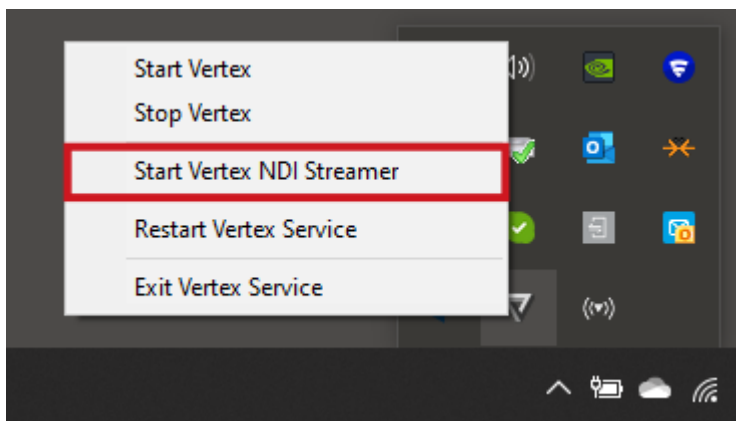 Start Vertex
Stop Vertex
Start Vertex NDI Streamer
Restart Vertex Service
Exit Vertex Service